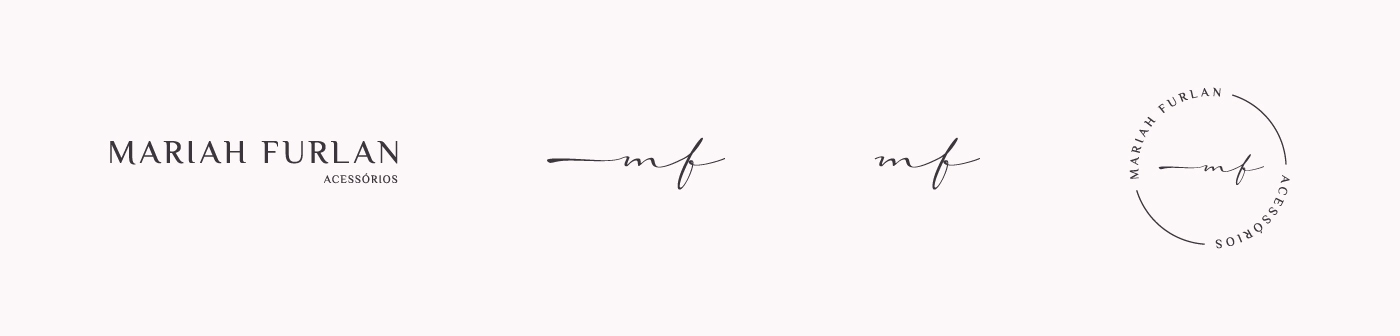 MARIAH FURLAN
ACESSÓRIOS
mf
mf
MARIAH FURLAN
mf
ACESSÓRIOS